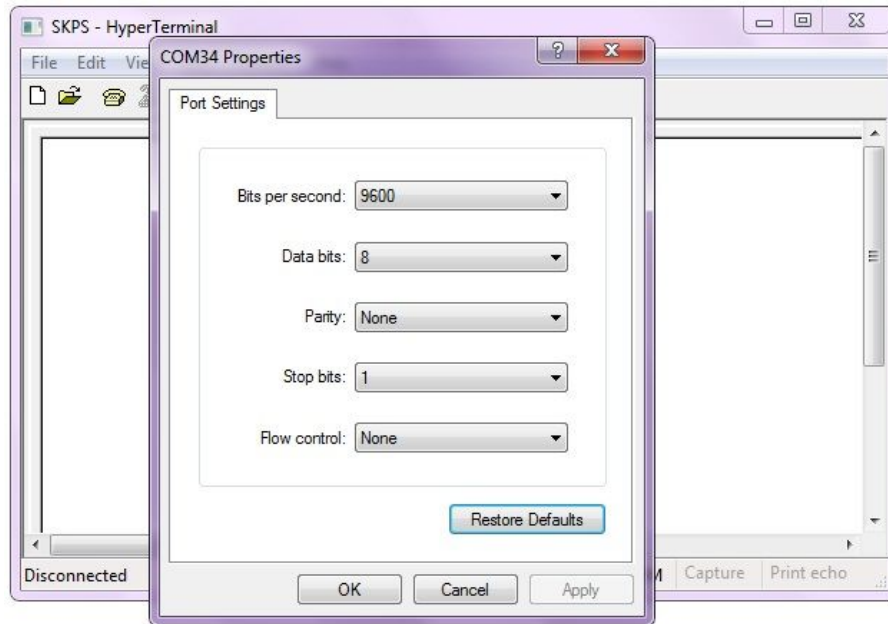 SKPS - HyperTerminal
COM34 Properties
File Edit
Port Settings
Bits per second: 9600
Data bits: 8
Parity: None
Stop bits: 1
Flow control: None
Restore Defaults
Disconnected
Capture Print echo
OK Cancel Apply